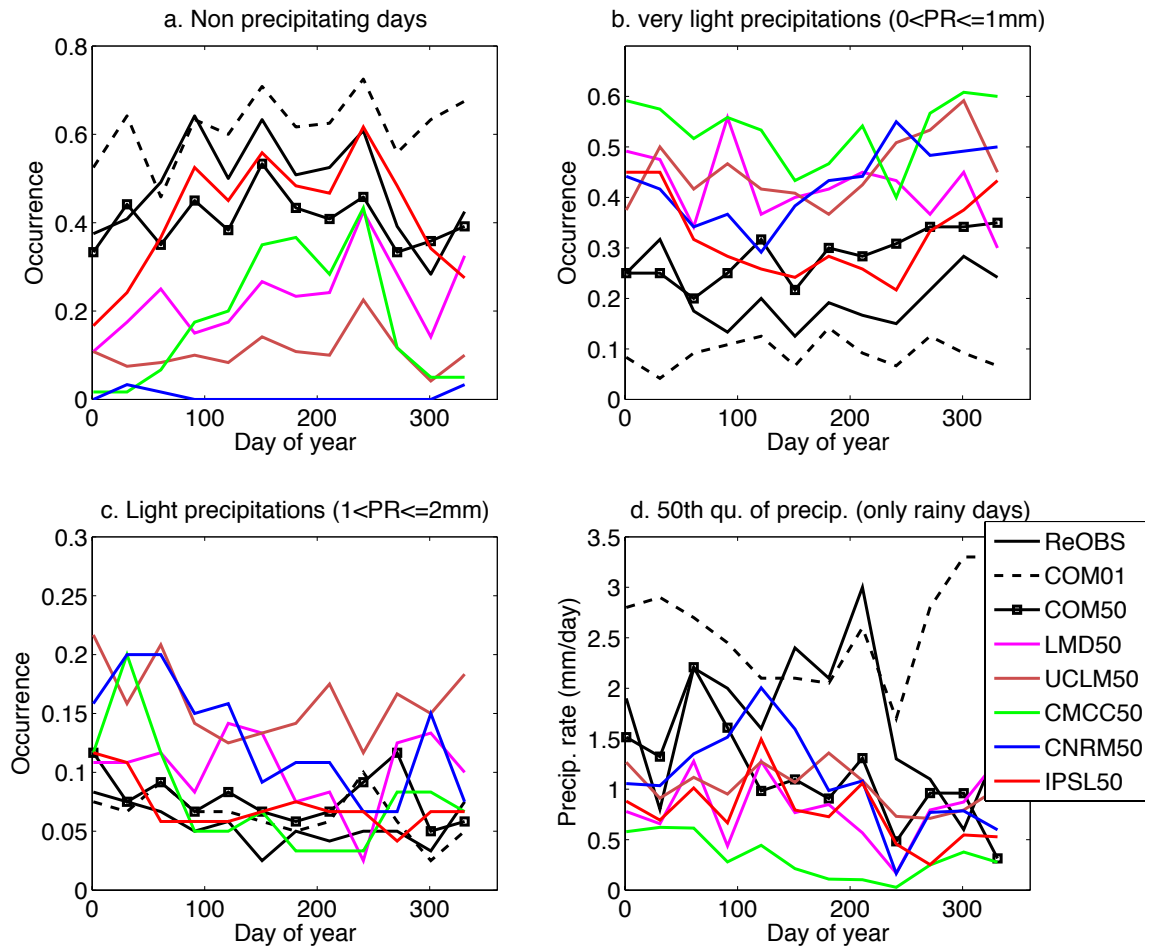 a. Non precipitating days
0.8
0.6
0.4
0.2
0
Occurrence
0
100
200
300
Day of year
b. very light precipitations (0<PR<=1mm)
0.6
0.5
0.4
0.3
0.2
0.1
0
Occurrence
0
100
200
300
Day of year
c. Light precipitations (1<PR<=2mm)
0.3
0.25
0.2
0.15
0.1
0.05
0
Occurrence
0
100
200
300
Day of year
d. 50th qu. of precip. (only rainy days)
3.5
3
2.5
2
1.5
1
0.5
0
Precip. rate (mm/day)
0
100
200
300
Day of year
ReOBS
COM01
COM50
LMD50
UCLM50
CMCC50
CNRM50
IPSL50